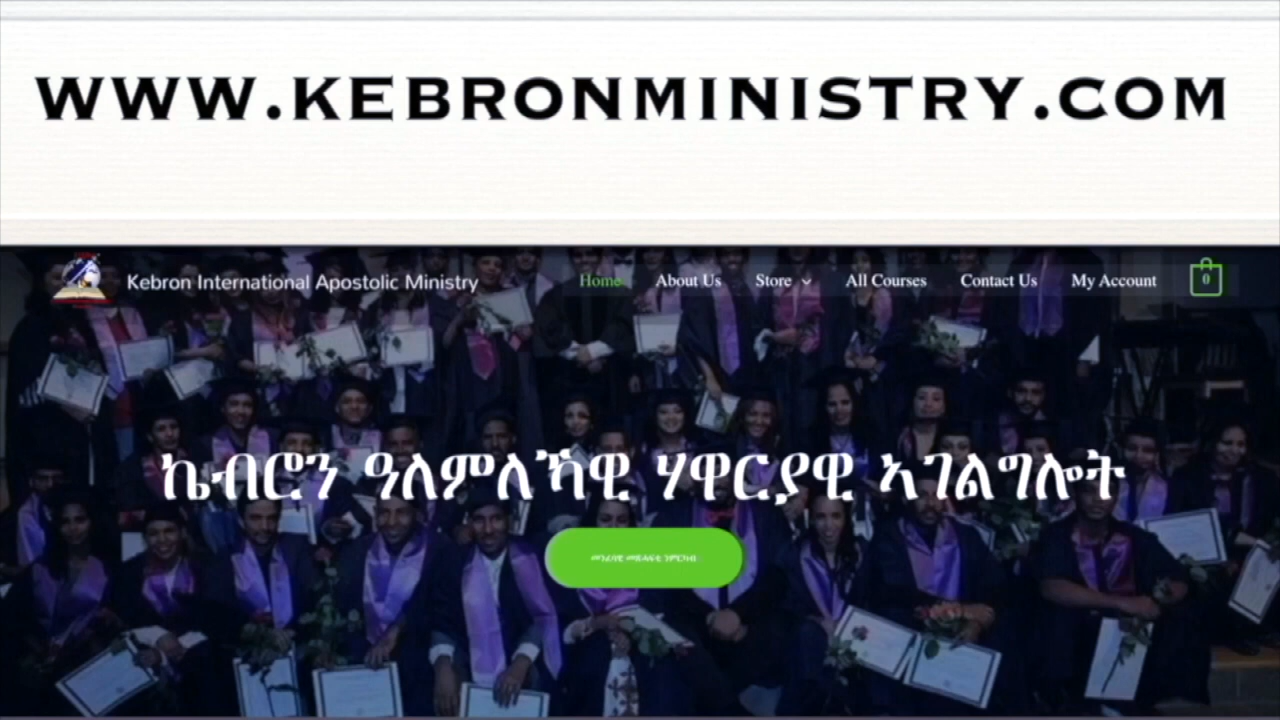 WWW.KEBRONMINISTRY.COM
Kebron International Apostolic Ministry Home About Us Store All Courses Contact Us My Account 0
ኬብሮን ዓለምለኻዊ ሃዋርያዊ ኣገልግሎት